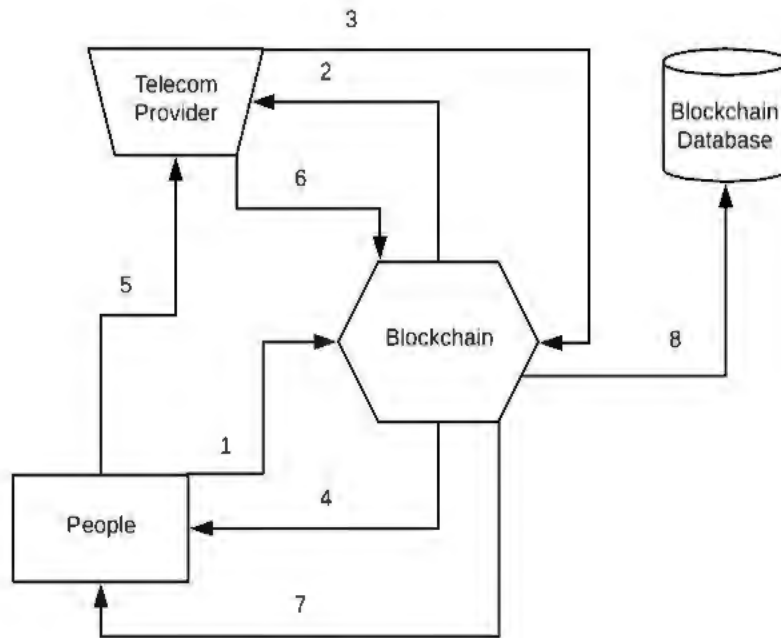 3
Telecom
Provider
2
Blockchain
Database
6
5
Blockchain
8
1
4
People
7